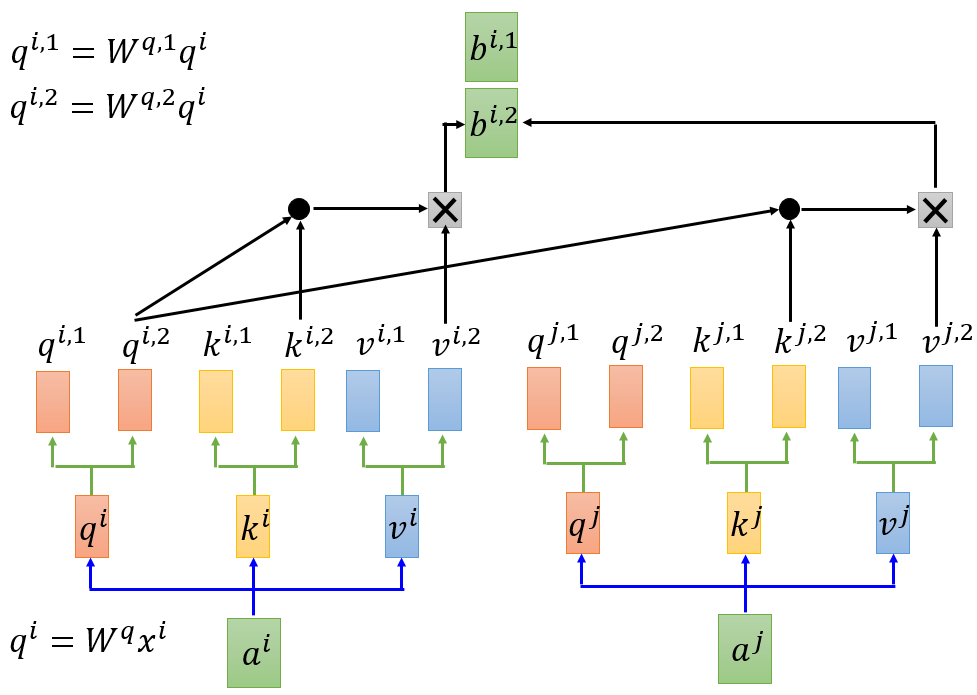 q^{i,1} = W^{q,1}q^i
b^{i,1}
q^{i,2} = W^{q,2}q^i
b^{i,2}
q^{i,1} q^{i,2} k^{i,1} k^{i,2} v^{i,1} v^{i,2} q^{j,1} q^{j,2} k^{j,1} k^{j,2} v^{j,1} v^{j,2}
q^i k^i v^i q^j k^j v^j
q^i = W^q x^i
a^i a^j